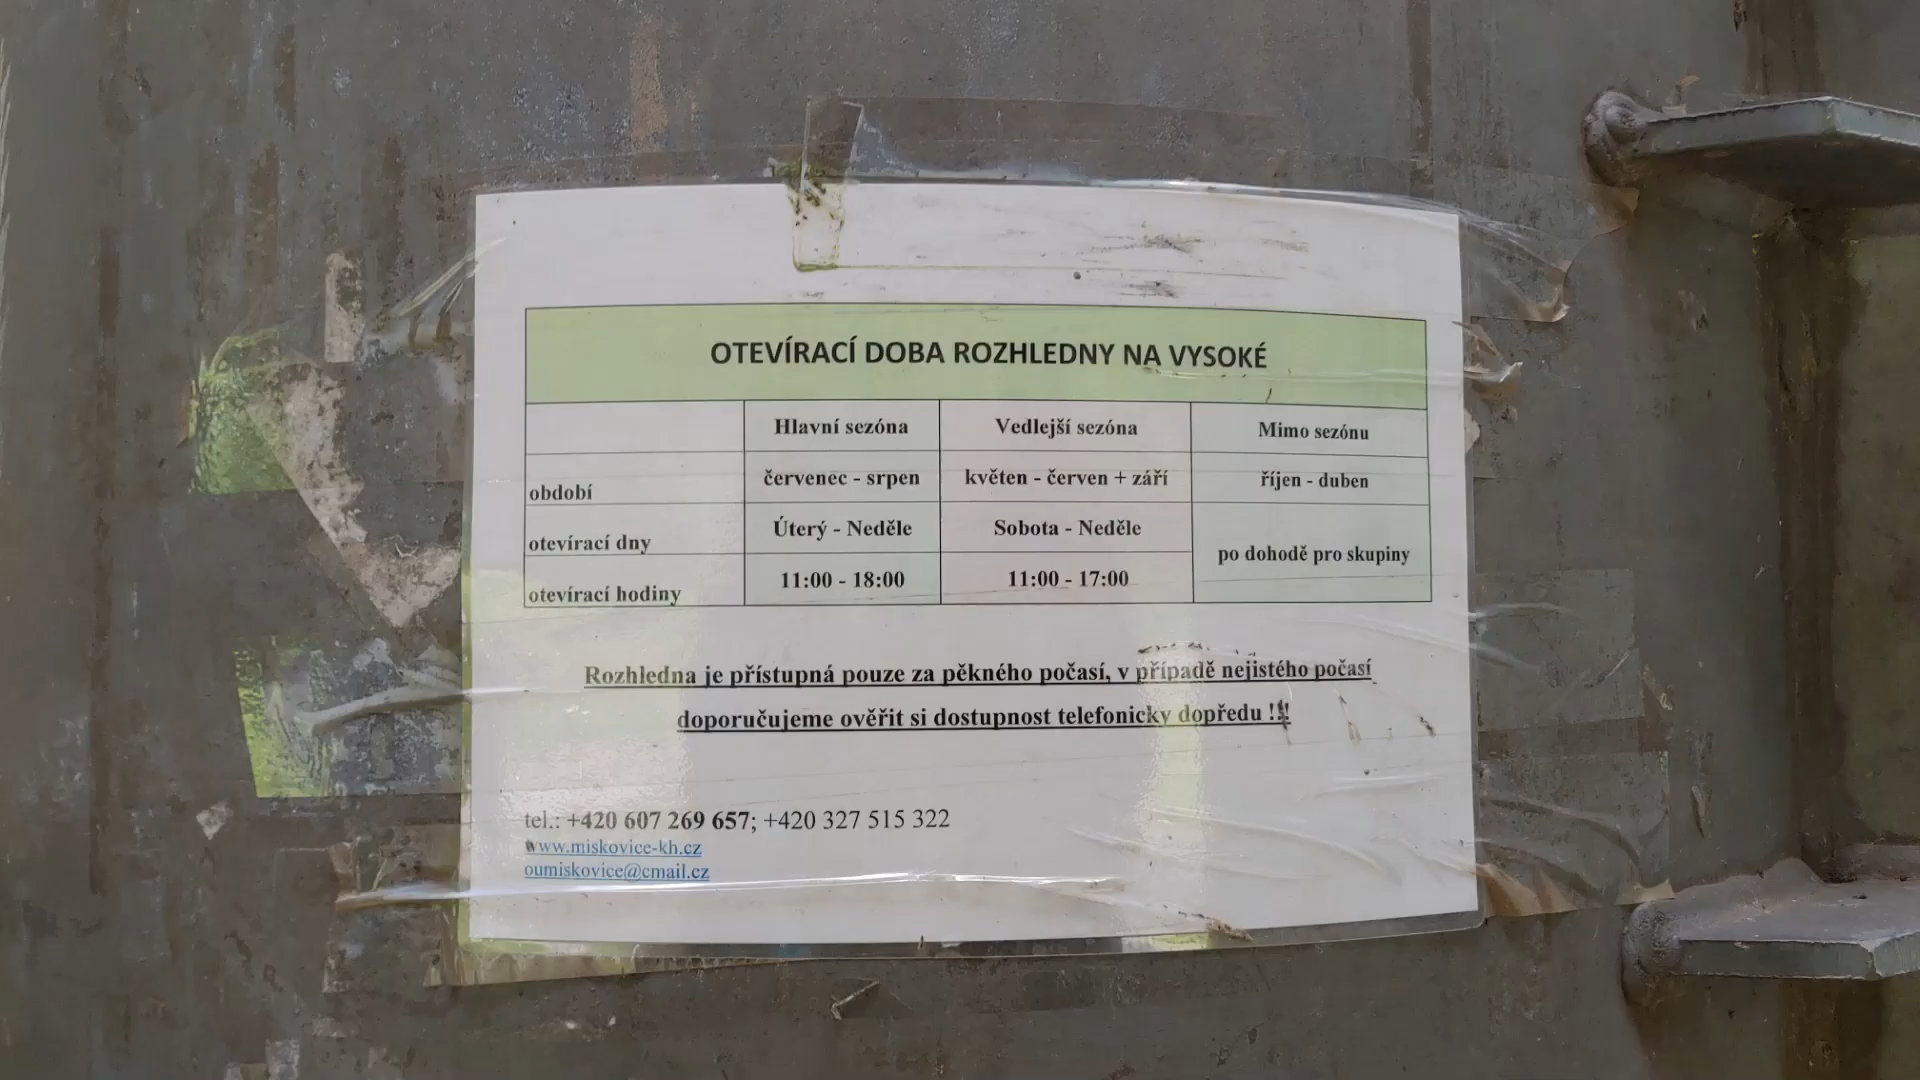 OTEVÍRACÍ DOBA ROZHLEDNY NA VYSOKÉ
Hlavní sezóna Vedlejší sezóna Mimo sezónu
období červenec - srpen květen - červen + září říjen - duben
otevírací dny Úterý - Neděle Sobota - Neděle po dohodě pro skupiny
otevírací hodiny 11:00 - 18:00 11:00 - 17:00
Rozhledna je přístupná pouze za pěkného počasí, v případě nejistého počasí
doporučujeme ověřit si dostupnost telefonicky dopředu !!!
tel.: +420 607 269 657; +420 327 515 322
www.miskovice-kh.cz
oumiskovice@cmail.cz